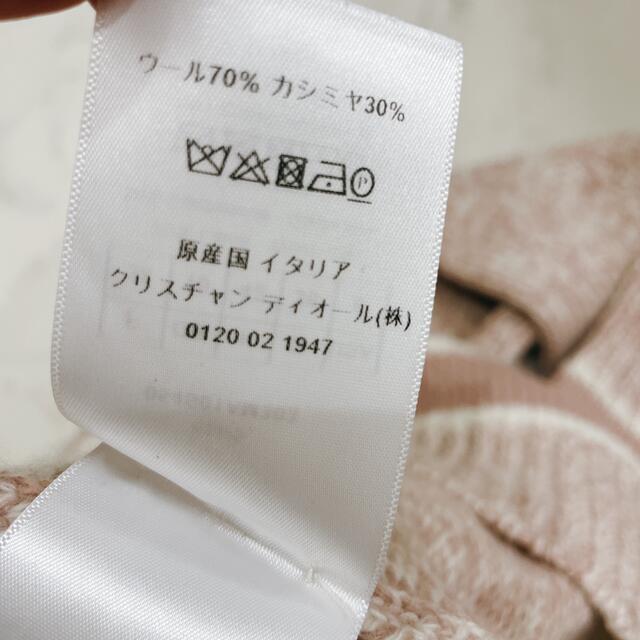 ウール70% カシミヤ30%
原産国 イタリア
クリスチャン ディオール(株)
0120 02 1947